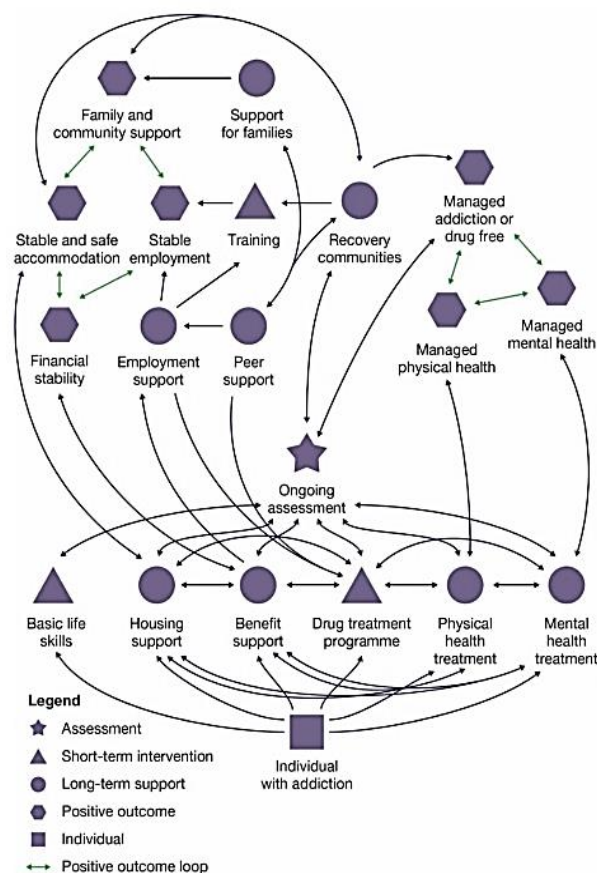 Family and
community support
Support
for families
Stable and safe
accommodation
Stable
employment
Training
Recovery
communities
Managed
addiction or
drug free
Financial
stability
Employment
support
Peer
support
Managed
physical health
Managed
mental health
Ongoing
assessment
Basic life
skills
Housing
support
Benefit
support
Drug treatment
programme
Physical
health
treatment
Mental
health
treatment
Individual
with addiction
Legend
Assessment
Short-term intervention
Long-term support
Positive outcome
Individual
Positive outcome loop